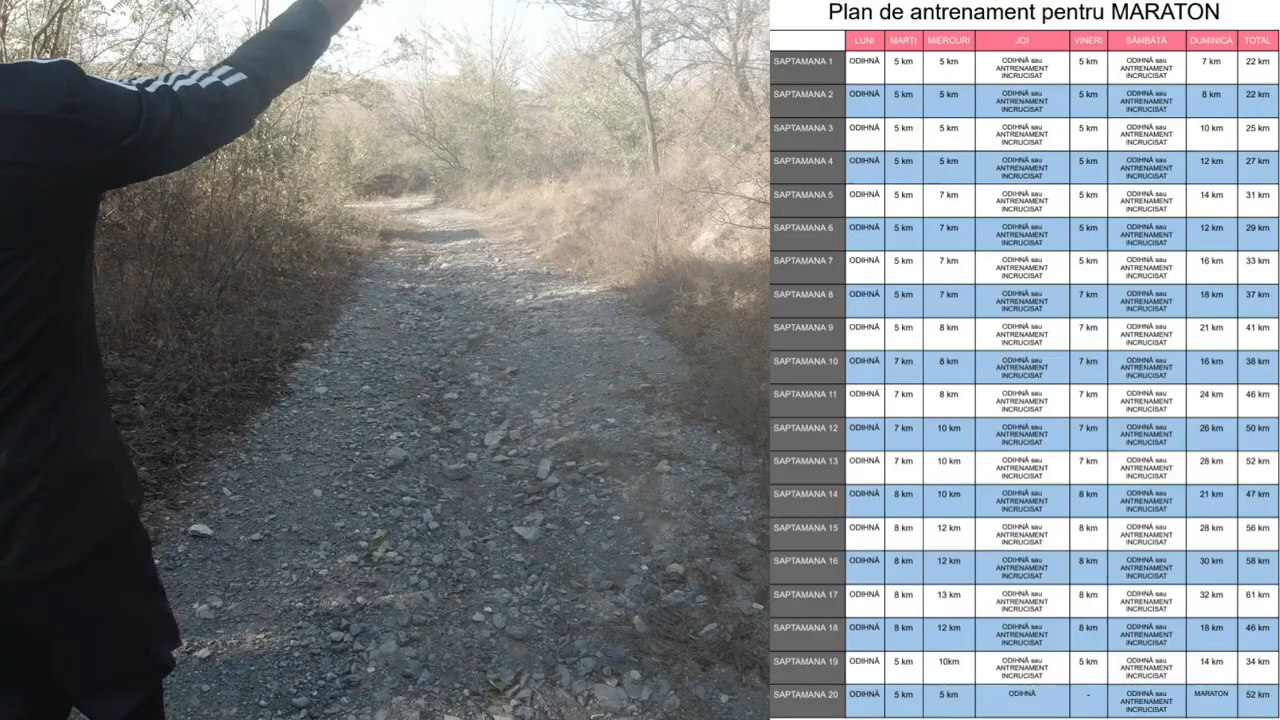 Plan de antrenament pentru MARATON
LUNI MARȚI MIERCURI JOI VINERI SÂMBĂTĂ DUMINICA TOTAL
SAPTAMANA 1 ODIHNĂ 5 km 5 km ODIHNĂ sau ANTRENAMENT INCRUCISAT 5 km ODIHNĂ sau ANTRENAMENT INCRUCISAT 7 km 22 km
SAPTAMANA 2 ODIHNĂ 5 km 5 km ODIHNĂ sau ANTRENAMENT INCRUCISAT 5 km ODIHNĂ sau ANTRENAMENT INCRUCISAT 8 km 22 km
SAPTAMANA 3 ODIHNĂ 5 km 5 km ODIHNĂ sau ANTRENAMENT INCRUCISAT 5 km ODIHNĂ sau ANTRENAMENT INCRUCISAT 10 km 25 km
SAPTAMANA 4 ODIHNĂ 5 km 5 km ODIHNĂ sau ANTRENAMENT INCRUCISAT 5 km ODIHNĂ sau ANTRENAMENT INCRUCISAT 12 km 27 km
SAPTAMANA 5 ODIHNĂ 5 km 7 km ODIHNĂ sau ANTRENAMENT INCRUCISAT 5 km ODIHNĂ sau ANTRENAMENT INCRUCISAT 14 km 31 km
SAPTAMANA 6 ODIHNĂ 5 km 7 km ODIHNĂ sau ANTRENAMENT INCRUCISAT 5 km ODIHNĂ sau ANTRENAMENT INCRUCISAT 12 km 29 km
SAPTAMANA 7 ODIHNĂ 5 km 7 km ODIHNĂ sau ANTRENAMENT INCRUCISAT 5 km ODIHNĂ sau ANTRENAMENT INCRUCISAT 16 km 33 km
SAPTAMANA 8 ODIHNĂ 5 km 7 km ODIHNĂ sau ANTRENAMENT INCRUCISAT 7 km ODIHNĂ sau ANTRENAMENT INCRUCISAT 18 km 37 km
SAPTAMANA 9 ODIHNĂ 5 km 8 km ODIHNĂ sau ANTRENAMENT INCRUCISAT 7 km ODIHNĂ sau ANTRENAMENT INCRUCISAT 21 km 41 km
SAPTAMANA 10 ODIHNĂ 7 km 8 km ODIHNĂ sau ANTRENAMENT INCRUCISAT 7 km ODIHNĂ sau ANTRENAMENT INCRUCISAT 16 km 38 km
SAPTAMANA 11 ODIHNĂ 7 km 8 km ODIHNĂ sau ANTRENAMENT INCRUCISAT 7 km ODIHNĂ sau ANTRENAMENT INCRUCISAT 24 km 46 km
SAPTAMANA 12 ODIHNĂ 7 km 10 km ODIHNĂ sau ANTRENAMENT INCRUCISAT 7 km ODIHNĂ sau ANTRENAMENT INCRUCISAT 26 km 50 km
SAPTAMANA 13 ODIHNĂ 7 km 10 km ODIHNĂ sau ANTRENAMENT INCRUCISAT 7 km ODIHNĂ sau ANTRENAMENT INCRUCISAT 28 km 52 km
SAPTAMANA 14 ODIHNĂ 8 km 10 km ODIHNĂ sau ANTRENAMENT INCRUCISAT 8 km ODIHNĂ sau ANTRENAMENT INCRUCISAT 21 km 47 km
SAPTAMANA 15 ODIHNĂ 8 km 12 km ODIHNĂ sau ANTRENAMENT INCRUCISAT 8 km ODIHNĂ sau ANTRENAMENT INCRUCISAT 28 km 56 km
SAPTAMANA 16 ODIHNĂ 8 km 12 km ODIHNĂ sau ANTRENAMENT INCRUCISAT 8 km ODIHNĂ sau ANTRENAMENT INCRUCISAT 30 km 58 km
SAPTAMANA 17 ODIHNĂ 8 km 13 km ODIHNĂ sau ANTRENAMENT INCRUCISAT 8 km ODIHNĂ sau ANTRENAMENT INCRUCISAT 32 km 61 km
SAPTAMANA 18 ODIHNĂ 8 km 12 km ODIHNĂ sau ANTRENAMENT INCRUCISAT 8 km ODIHNĂ sau ANTRENAMENT INCRUCISAT 18 km 46 km
SAPTAMANA 19 ODIHNĂ 5 km 10km ODIHNĂ sau ANTRENAMENT INCRUCISAT 5 km ODIHNĂ sau ANTRENAMENT INCRUCISAT 14 km 34 km
SAPTAMANA 20 ODIHNĂ 5 km 5 km ODIHNĂ - ODIHNĂ sau ANTRENAMENT INCRUCISAT MARATON 52 km